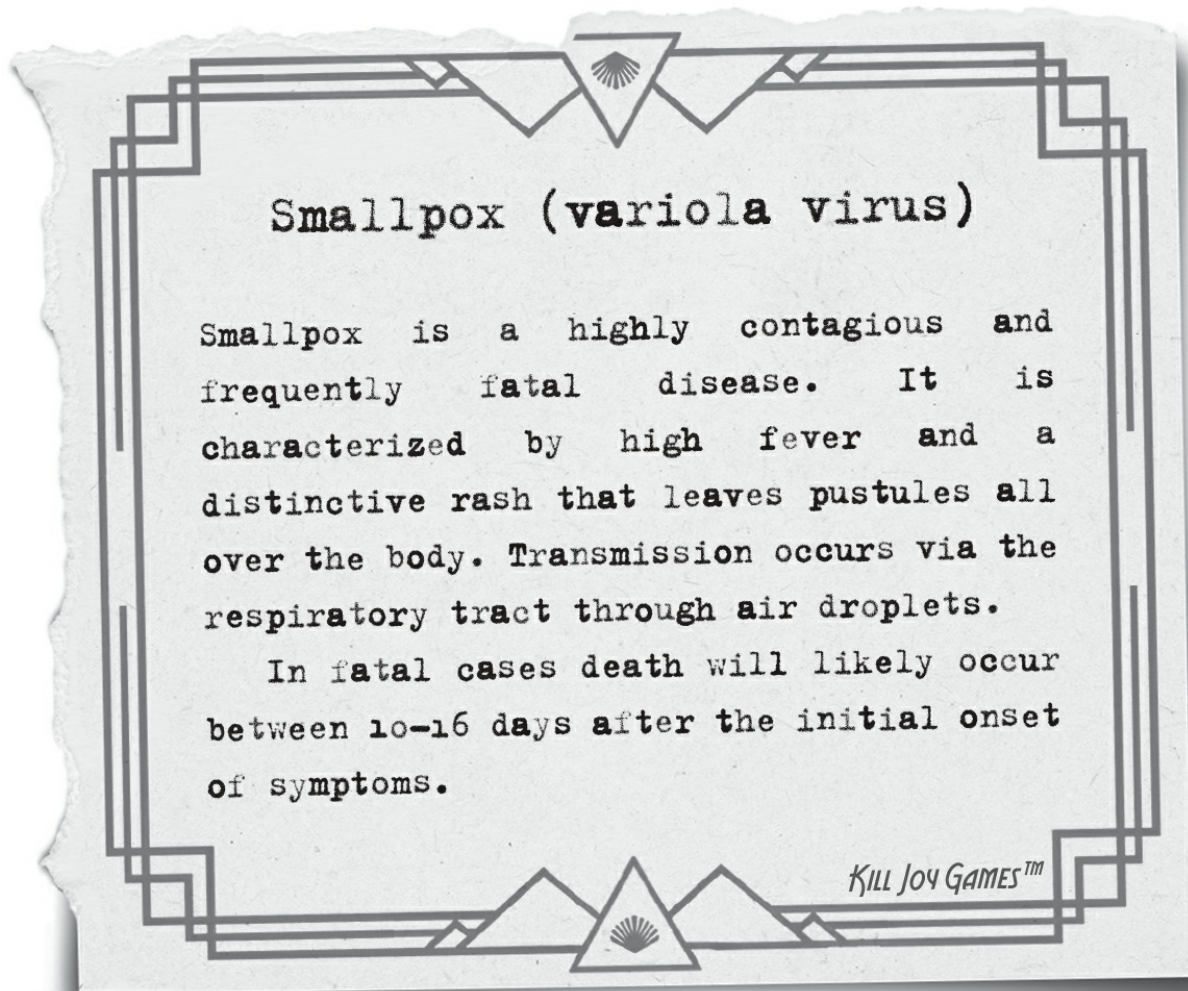 Smallpox (variola virus)
Smallpox is a highly contagious and
frequently fatal disease. It is
characterized by high fever and a
distinctive rash that leaves pustules all
over the body. Transmission occurs via the
respiratory tract through air droplets.
In fatal cases death will likely occur
between 10-16 days after the initial onset
of symptoms.
KILL JOY GAMES™